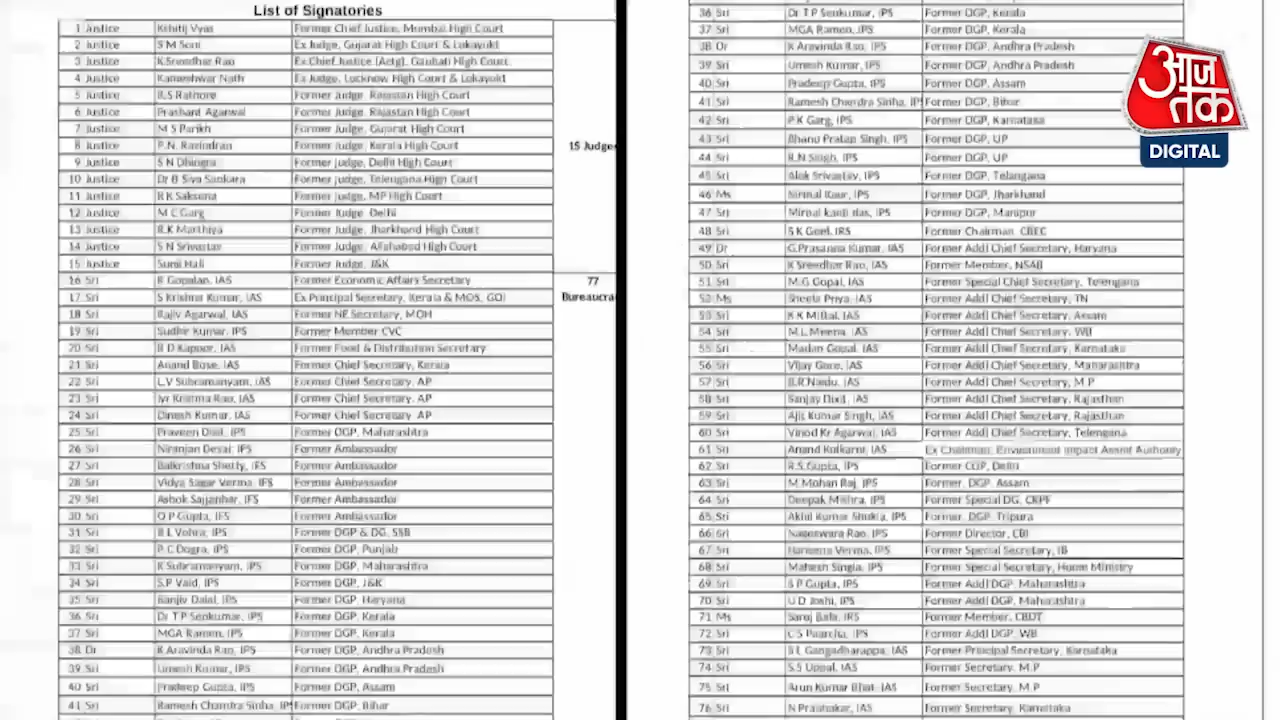 List of Signatories
1 Justice Kshitij Vyas Former Chief Justice, Mumbai High Court
2 Justice S M Soni Ex Judge, Gujarat High Court & Lokayukt
3 Justice K.Sreedhar Rao Ex Chief Justice (Actg), Gauhati High Court
4 Justice Kameshwar Nath Ex Judge, Lucknow High Court & Lokayukt
5 Justice R.S Rathore Former Judge, Rajastan High Court
6 Justice Prashant Agarwal Former Judge, Rajastan High Court
7 Justice M S Parikh Former Judge, Gujarat High Court
8 Justice P.N. Ravindran Former Judge, Kerala High Court
15 Judge
9 Justice S N Dhingra Former Judge, Delhi High Court
10 Justice Dr B Siva Sankara Former Judge, Telengana High Court
11 Justice R K Saksena Former Judge, MP High Court
12 Justice M C Garg Former Judge, Delhi
13 Justice R.K Marthiya Former Judge, Jharkhand High Court
14 Justice S N Srivastav Former Judge, Allahabad High Court
15 Justice Sunil Hali Former Judge, J&K
16 Sri R Gopalan, IAS Former Economic Affairs Secretary
77
17 Sri S Krishna Kumar, IAS Ex Principal Secretary, Kerala & MOS, GOI
Bureaucra
18 Sri Rajiv Agarwal, IAS Former NE Secretary, MOH
19 Sri Sudhir Kumar, IPS Former Member CVC
20 Sri B D Kapoor, IAS Former Food & Distribution Secretary
21 Sri Anand Bose, IAS Former Chief Secretary, Kerala
22 Sri L.V Subramanyam, IAS Former Chief Secretary, AP
23 Sri Iyr Krishna Rao, IAS Former Chief Secretary. AP
24 Sri Dinesh Kumar, IAS Former Chief Secretary. AP
25 Sri Praveen Dixit, IPS Former DGP, Maharashtra
26 Sri Niranjan Desai, IPS Former Ambassador
27 Sri Balkrishna Shetty, IPS Former Ambassador
28 Sri Vidya Sagar Verma, IFS Former Ambassador
29 Sri Ashok Sajjanhar, IFS Former Ambassador
30 Sri O P Gupta, IFS Former Ambassador
31 Sri B L Vohra, IPS Former DGP & DG, SSB
32 Sri P C Dogra, IPS Former DGP, Punjab
33 Sri K Subramanyam, IPS Former DGP, Maharashtra
34 Sri S.P Vaid, IPS Former DGP, J&K
35 Sri Ranjiv Dalal, IPS Former DGP, Haryana
36 Sri Dr T P Senkumar, IPS Former DGP, Kerala
37 Sri MGA Raman, IPS Former DGP, Kerala
38 Dr K Aravinda Rao, IPS Former DGP, Andhra Pradesh
39 Sri Umesh Kumar, IPS Former DGP, Andhra Pradesh
40 Sri Pradeep Gupta, IPS Former DGP, Assam
41 Sri Ramesh Chandra Sinha, IPS Former DGP, Bihar
36 Sri Dr T P Senkumar, IPS Former DGP, Kerala
37 Sri MGA Raman, IPS Former DGP, Kerala
38 Dr K Aravinda Rao, IPS Former DGP, Andhra Pradesh
39 Sri Umesh Kumar, IPS Former DGP, Andhra Pradesh
40 Sri Pradeep Gupta, IPS Former DGP, Assam
41 Sri Ramesh Chandra Sinha, IPS Former DGP, Bihar
42 Sri P K Garg, IPS Former DGP, Karnatasa
43 Sri Bhanu Pratap Singh, IPS Former DGP, UP
44 Sri R.N Singh, IPS Former DGP, UP
45 Sri Alok Srivastav, IPS Former DGP, Telangana
46 Ms Nirmal Kaur, IPS Former DGP, Jharkhand
47 Sri Mirnal kanti das, IPS Former DGP, Manipur
48 Sri S K Goel, IRS Former Chairman, CBEC
49 Dr G.Prasanna Kumar, IAS Former Addl Chief Secretary, Haryana
50 Sri K Sreedhar Rao, IAS Former Member, NSAB
51 Sri M.G Gopal, IAS Former Special Chief Secretary, Telengana
52 Ms Sheela Priya, IAS Former Addl Chief Secretary, TN
53 Sri K K Mittal, IAS Former Addl Chief Secretary, Assam
54 Sri M.L Meena, IAS Former Addl Chief Secretary, WB
55 Sri Madan Gopal, IAS Former Addl Chief Secretary, Karnataka
56 Sri Vijay Gore, IAS Former Addl Chief Secretary, Maharashtra
57 Sri B.R.Naidu, IAS Former Addl Chief Secretary, M.P
58 Sri Sanjay Dixit, IAS Former Addl Chief Secretary, Rajasthan
59 Sri Ajit Kumar Singh, IAS Former Addl Chief Secretary, Rajasthan
60 Sri Vinod Kr Agarwal, IAS Former Addl Chief Secretary, Telengana
61 Sri Anand Kulkarni, IAS Ex Chairman, Environment Impact Assmt Authority
62 Sri R.S.Gupta, IPS Former COP, Delhi
63 Sri M Mohan Raj, IPS Former, DGP, Assam
64 Sri Deepak Mishra, IPS Former Special DG, CRPF
65 Sri Akhil Kumar Shukla, IPS Former, DGP, Tripura
66 Sri Nageswara Rao, IPS Former Director, CBI
67 Sri Verma, IPS Former Special Secretary, IB
68 Sri Mahesh Singla, IPS Former Special Secretary, Home Ministry
69 Sri S P Gupta, IPS Former Addl DGP, Maharashtra
70 Sri U D Joshi, IRS Former Addl DGP, Maharashtra
71 Ms Saroj Bala, IRS Former Member, CBDT
72 Sri IPS Former Addl DGP, WB
73 Sri Gangadharappa, IAS Former Principal Secretary, Karnataka
74 Sri S.S Uppal, IAS Former Secretary, M.P
75 Sri Arun Kumar Bhat, IAS Former Secretary, M.P
76 Sri N Prabhakar, IAS Former Secretary, Karnataka
आज
तक
DIGITAL